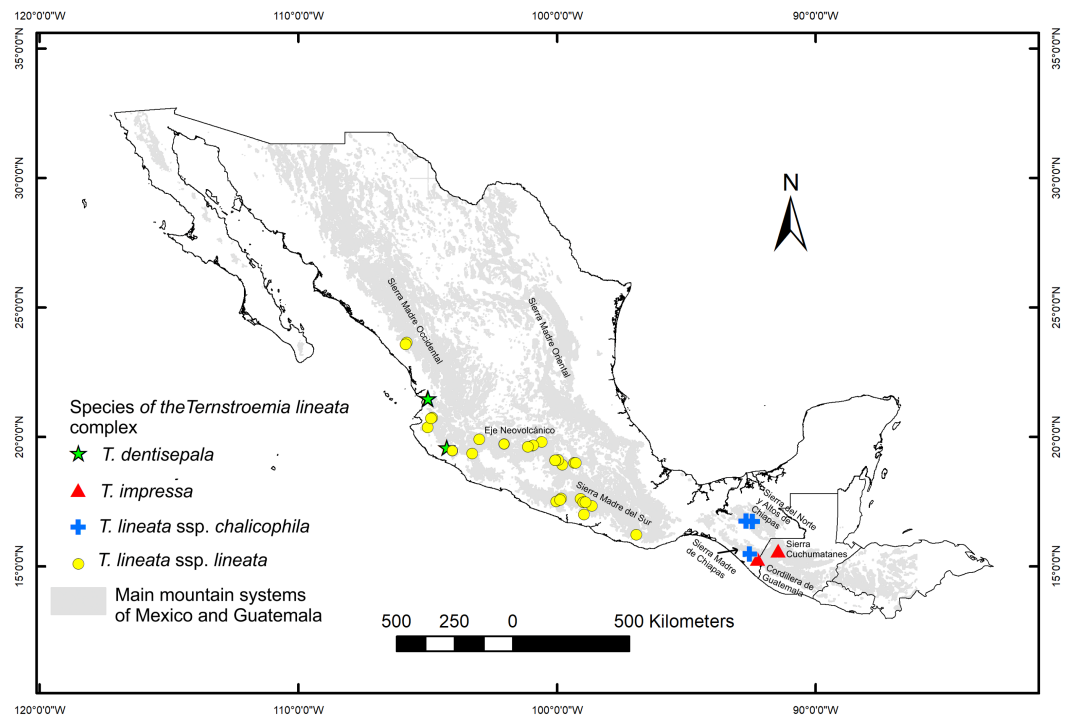 120°0'0"W 110°0'0"W 100°0'0"W 90°0'0"W
35°0'0"N
35°0'0"N
30°0'0"N
30°0'0"N
25°0'0"N
25°0'0"N
20°0'0"N
20°0'0"N
15°0'0"N
15°0'0"N
N
Sierra Madre Occidental
Sierra Madre Oriental
Eje Neovolcánico
Sierra Madre del Sur
Sierra del Norte
y Altos de
Chiapas
Sierra
Cuchumatanes
Sierra Madre
de Chiapas
Cordillera de
Guatemala
Species of theTernstroemia lineata
complex
T. dentisepala
T. impressa
T. lineata ssp. chalicophila
T. lineata ssp. lineata
Main mountain systems
of Mexico and Guatemala
500 250 0 500 Kilometers
120°0'0"W 110°0'0"W 100°0'0"W 90°0'0"W